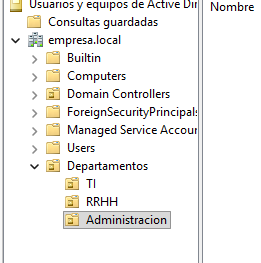 Usuarios y equipos de Active Dir
Nombre
Consultas guardadas
empresa.local
Builtin
Computers
Domain Controllers
ForeignSecurityPrincipals
Managed Service Accour
Users
Departamentos
TI
RRHH
Administracion